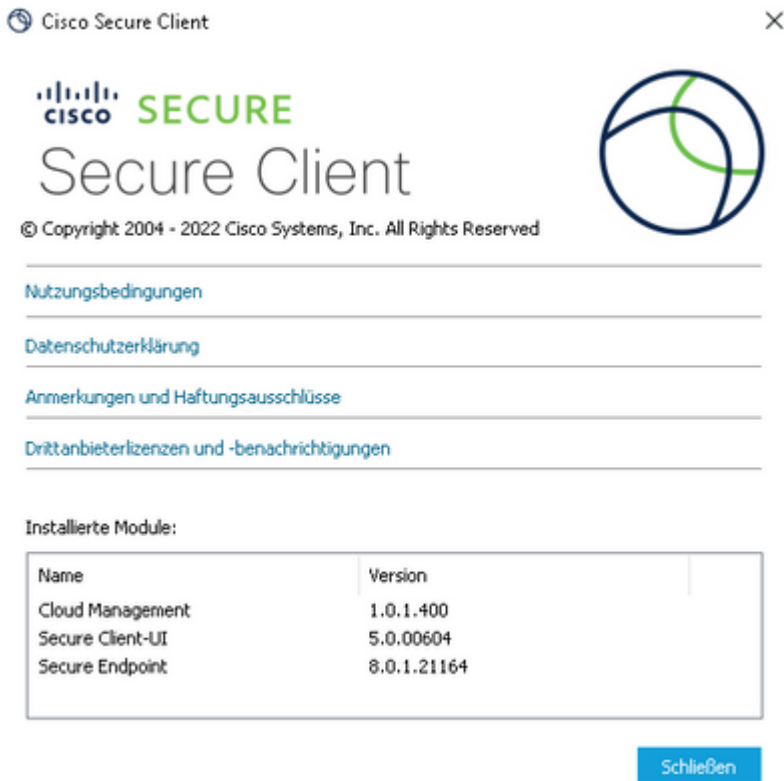 Cisco Secure Client
CISCO SECURE
Secure Client
© Copyright 2004 - 2022 Cisco Systems, Inc. All Rights Reserved
Nutzungsbedingungen
Datenschutzerklärung
Anmerkungen und Haftungsausschlüsse
Drittanbieterlizenzen und -benachrichtigungen
Installierte Module:
Name Version
Cloud Management 1.0.1.400
Secure Client-UI 5.0.00604
Secure Endpoint 8.0.1.21164
Schließen